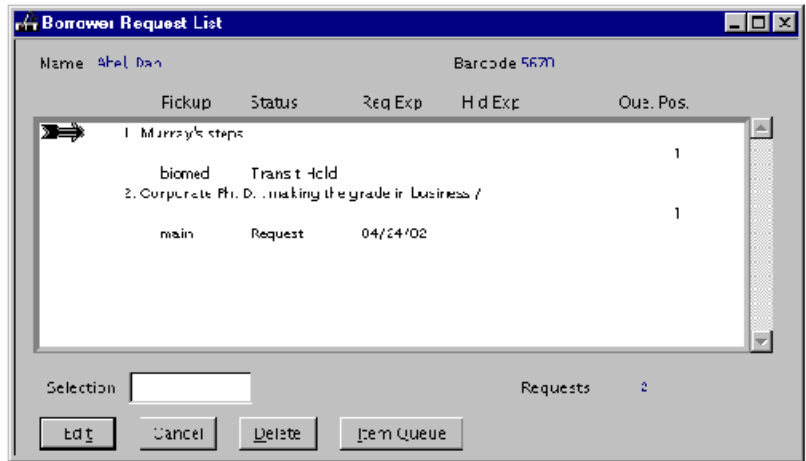 Borrower Request List
Name Abel, Dan Barcode 5670
Pickup Status Req Exp Hld Exp Que. Pos.
1. Murray's steps
1
biomed Transit Hold
2. Corporate Ph. D. : making the grade in business /
1
main Request 04/24/02
Selection Requests 2
Edit Cancel Delete Item Queue